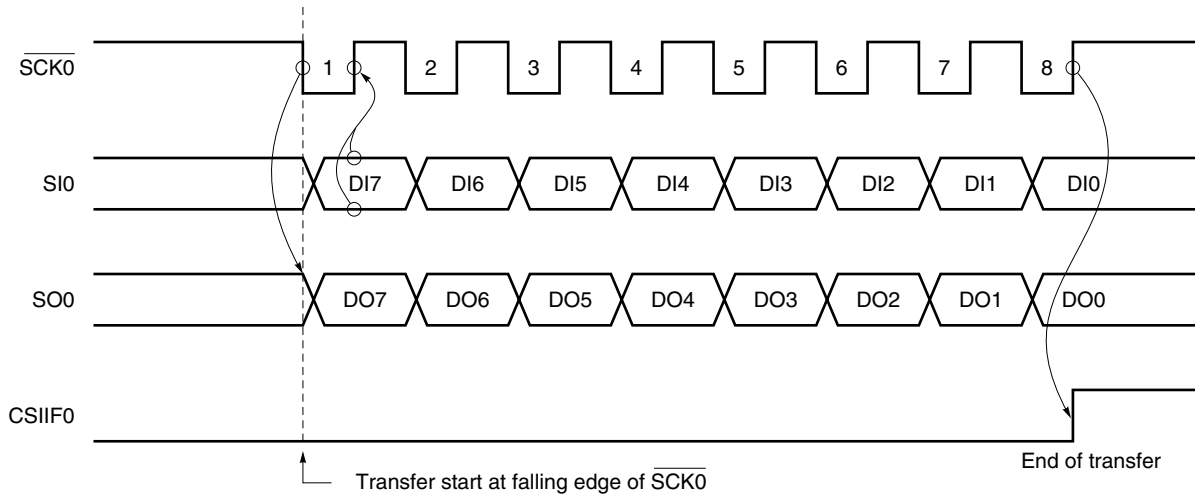 SCK0 1 2 3 4 5 6 7 8
SI0 DI7 DI6 DI5 DI4 DI3 DI2 DI1 DI0
SO0 DO7 DO6 DO5 DO4 DO3 DO2 DO1 DO0
CSIIF0
End of transfer
Transfer start at falling edge of SCK0